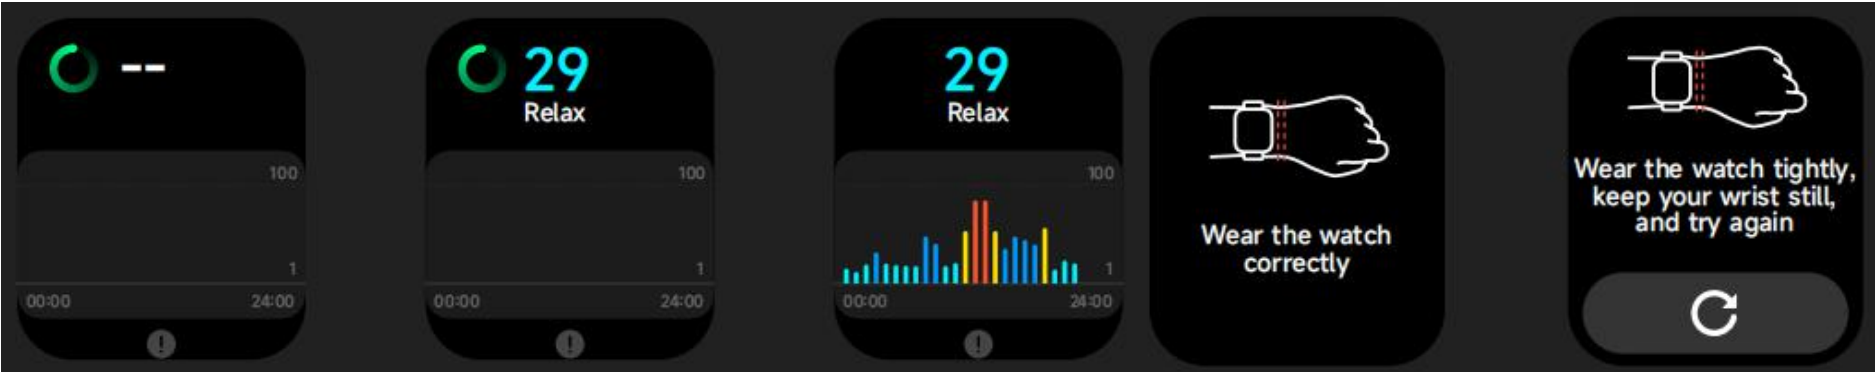 --
100
1
00:00 24:00
!
29
Relax
100
1
00:00 24:00
!
29
Relax
100
1
00:00 24:00
!
Wear the watch
correctly
Wear the watch tightly,
keep your wrist still,
and try again